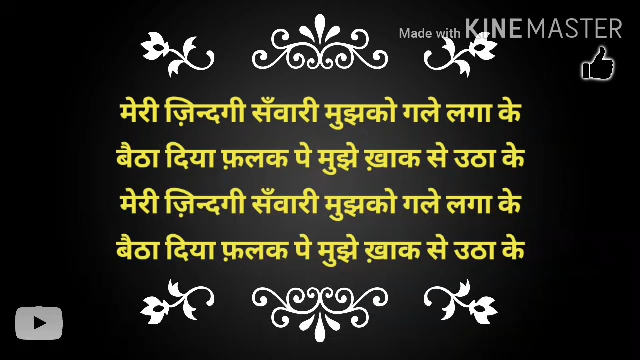 Made with KINEMASTER
मेरी ज़िन्दगी सँवारी मुझको गले लगा के
बैठा दिया फ़लक पे मुझे ख़ाक से उठा के
मेरी ज़िन्दगी सँवारी मुझको गले लगा के
बैठा दिया फ़लक पे मुझे ख़ाक से उठा के